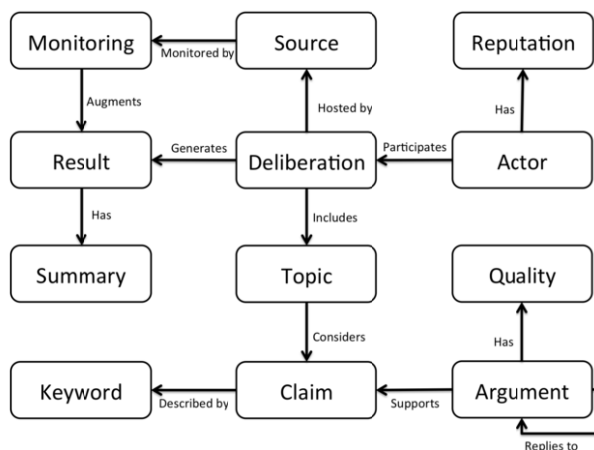 Monitoring
Monitored by
Source
Reputation
Augments
Hosted by
Has
Result
Generates
Deliberation
Participates
Actor
Has
Includes
Summary
Topic
Quality
Considers
Has
Keyword
Described by
Claim
Supports
Argument
Replies to